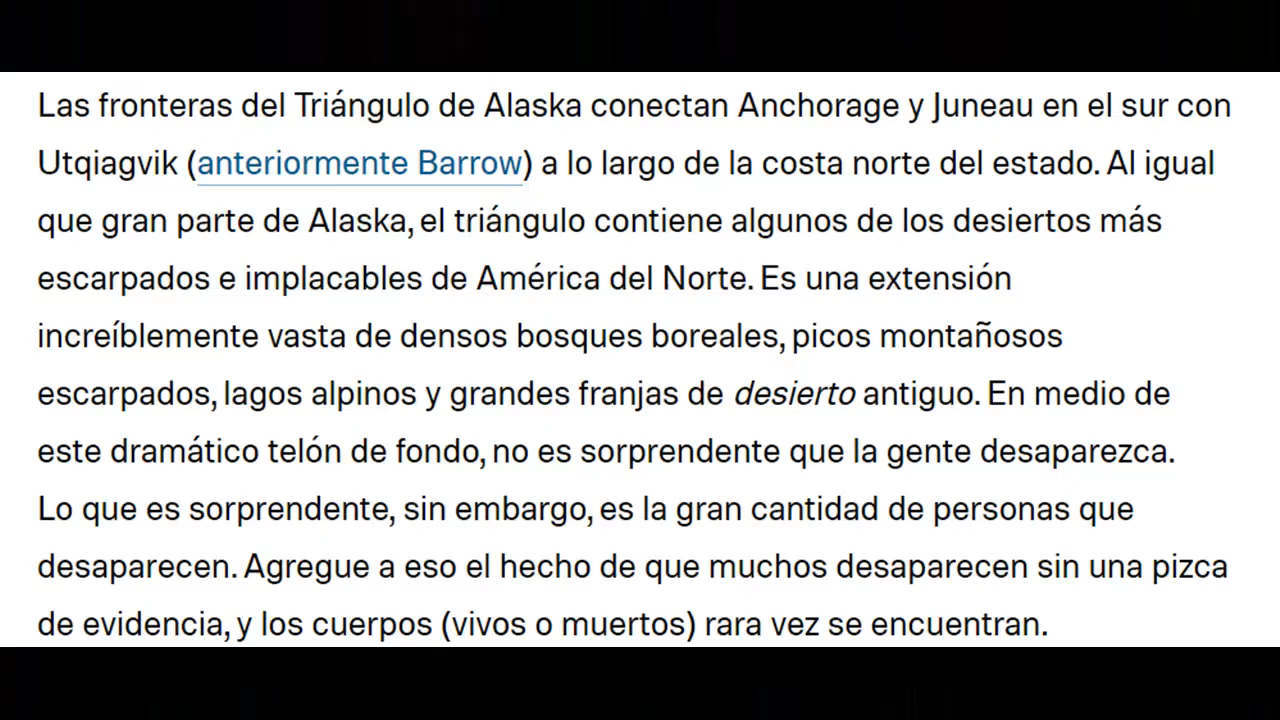 Las fronteras del Triángulo de Alaska conectan Anchorage y Juneau en el sur con
Utqiagvik (anteriormente Barrow) a lo largo de la costa norte del estado. Al igual
que gran parte de Alaska, el triángulo contiene algunos de los desiertos más
escarpados e implacables de América del Norte. Es una extensión
increíblemente vasta de densos bosques boreales, picos montañosos
escarpados, lagos alpinos y grandes franjas de desierto antiguo. En medio de
este dramático telón de fondo, no es sorprendente que la gente desaparezca.
Lo que es sorprendente, sin embargo, es la gran cantidad de personas que
desaparecen. Agregue a eso el hecho de que muchos desaparecen sin una pizca
de evidencia, y los cuerpos (vivos o muertos) rara vez se encuentran.